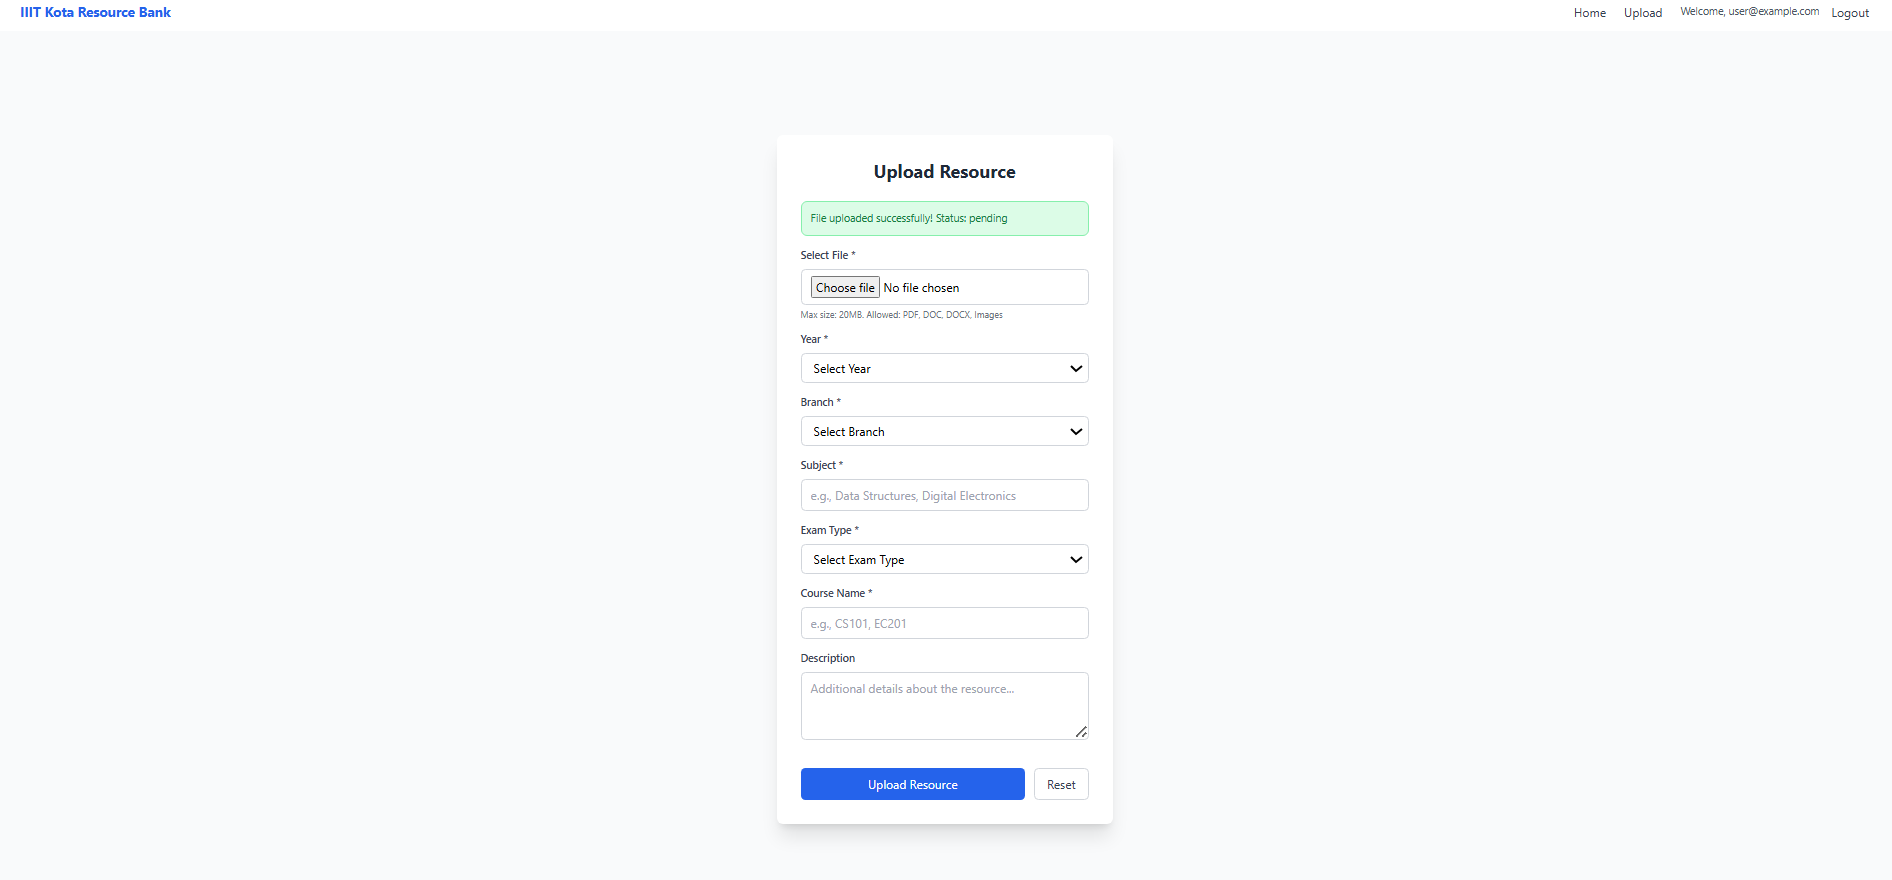 IIIT Kota Resource Bank
Home Upload Welcome, user@example.com Logout
Upload Resource
File uploaded successfully! Status: pending
Select File *
Choose file No file chosen
Max size: 20MB. Allowed: PDF, DOC, DOCX, Images
Year *
Select Year
Branch *
Select Branch
Subject *
e.g., Data Structures, Digital Electronics
Exam Type *
Select Exam Type
Course Name *
e.g., CS101, EC201
Description
Additional details about the resource...
Upload Resource Reset